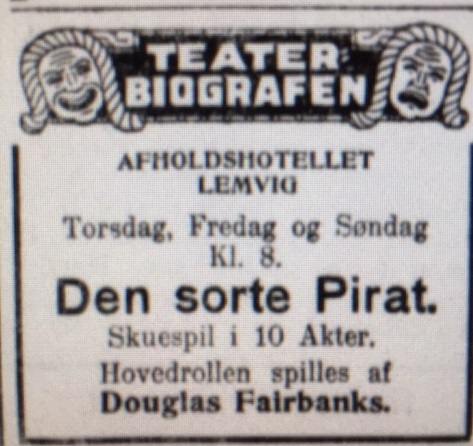 TEATER-
BIOGRAFEN
AFHOLDSHOTELLET
LEMVIG
Torsdag, Fredag og Søndag
Kl. 8.
Den sorte Pirat.
Skuespil i 10 Akter.
Hovedrollen spilles af
Douglas Fairbanks.